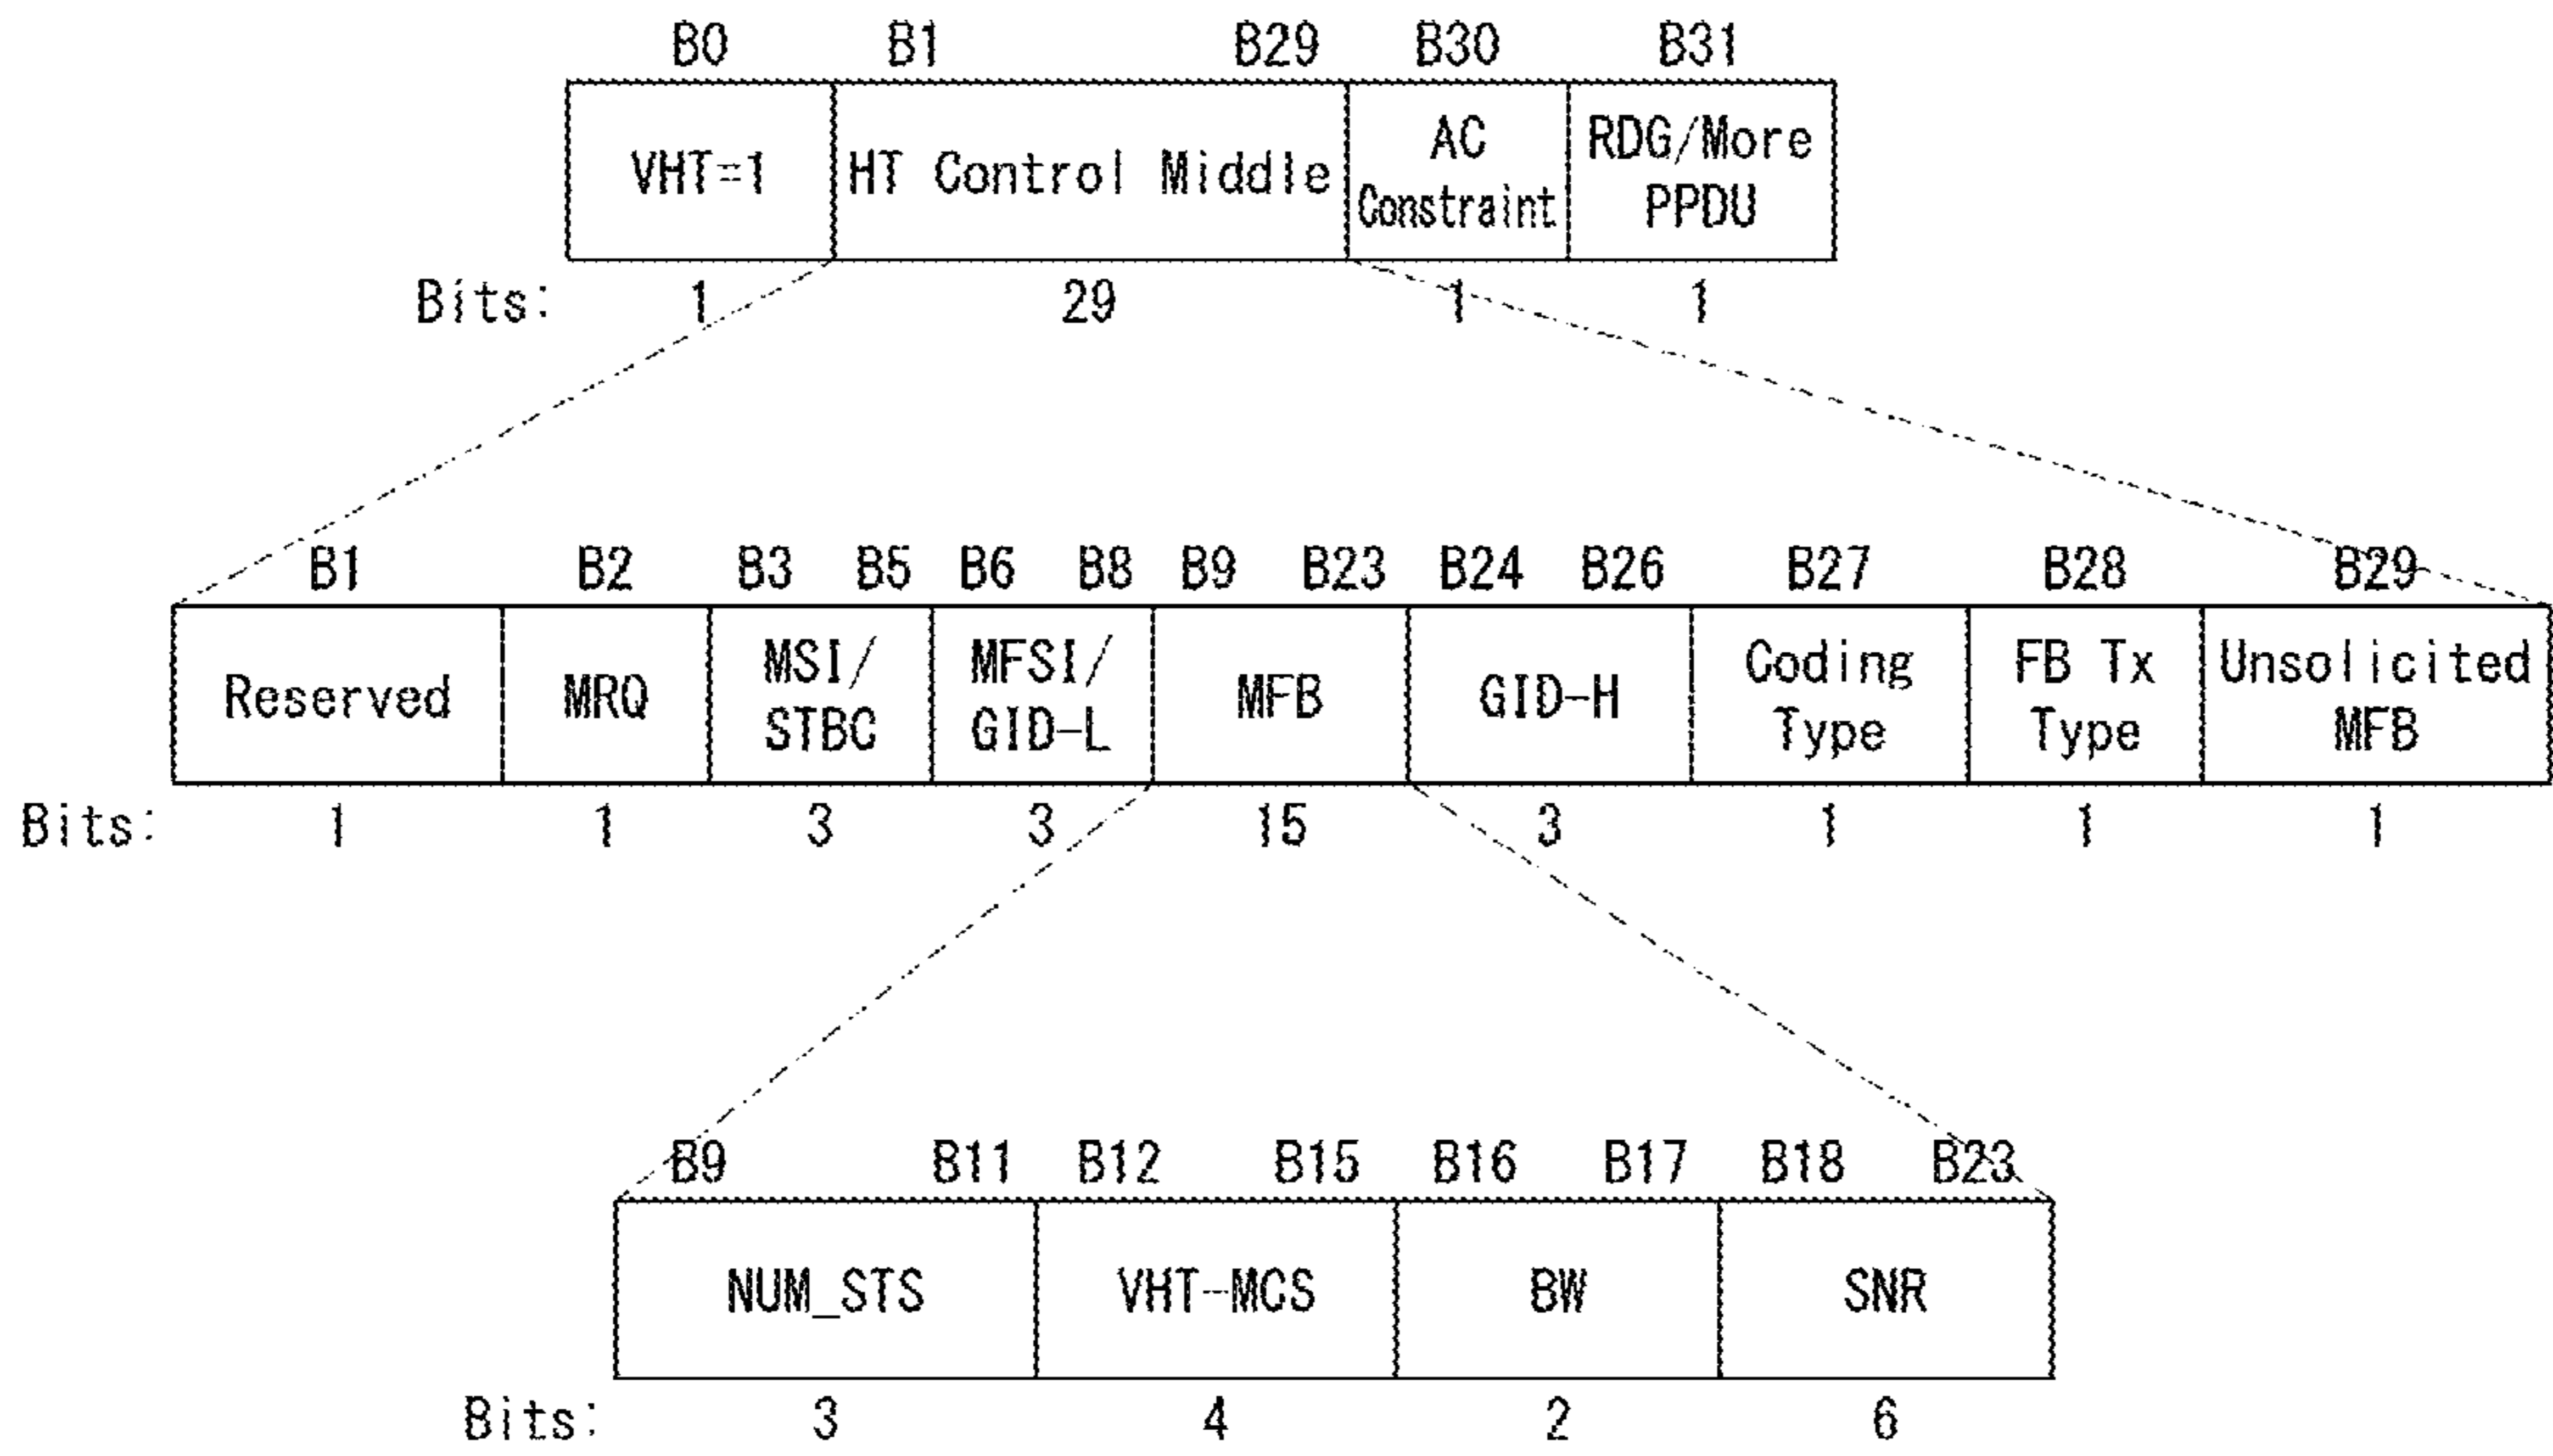 B0 B1 B29 B30 B31
VHT=1 HT Control Middle AC Constraint RDG/More PPDU
Bits: 1 29 1 1
B1 B2 B3 B5 B6 B8 B9 B23 B24 B26 B27 B28 B29
Reserved MRQ MSI/ STBC MFSI/ GID-L MFB GID-H Coding Type FB Tx Type Unsolicited MFB
Bits: 1 1 3 3 15 3 1 1 1
B9 B11 B12 B15 B16 B17 B18 B23
NUM_STS VHT-MCS BW SNR
Bits: 3 4 2 6